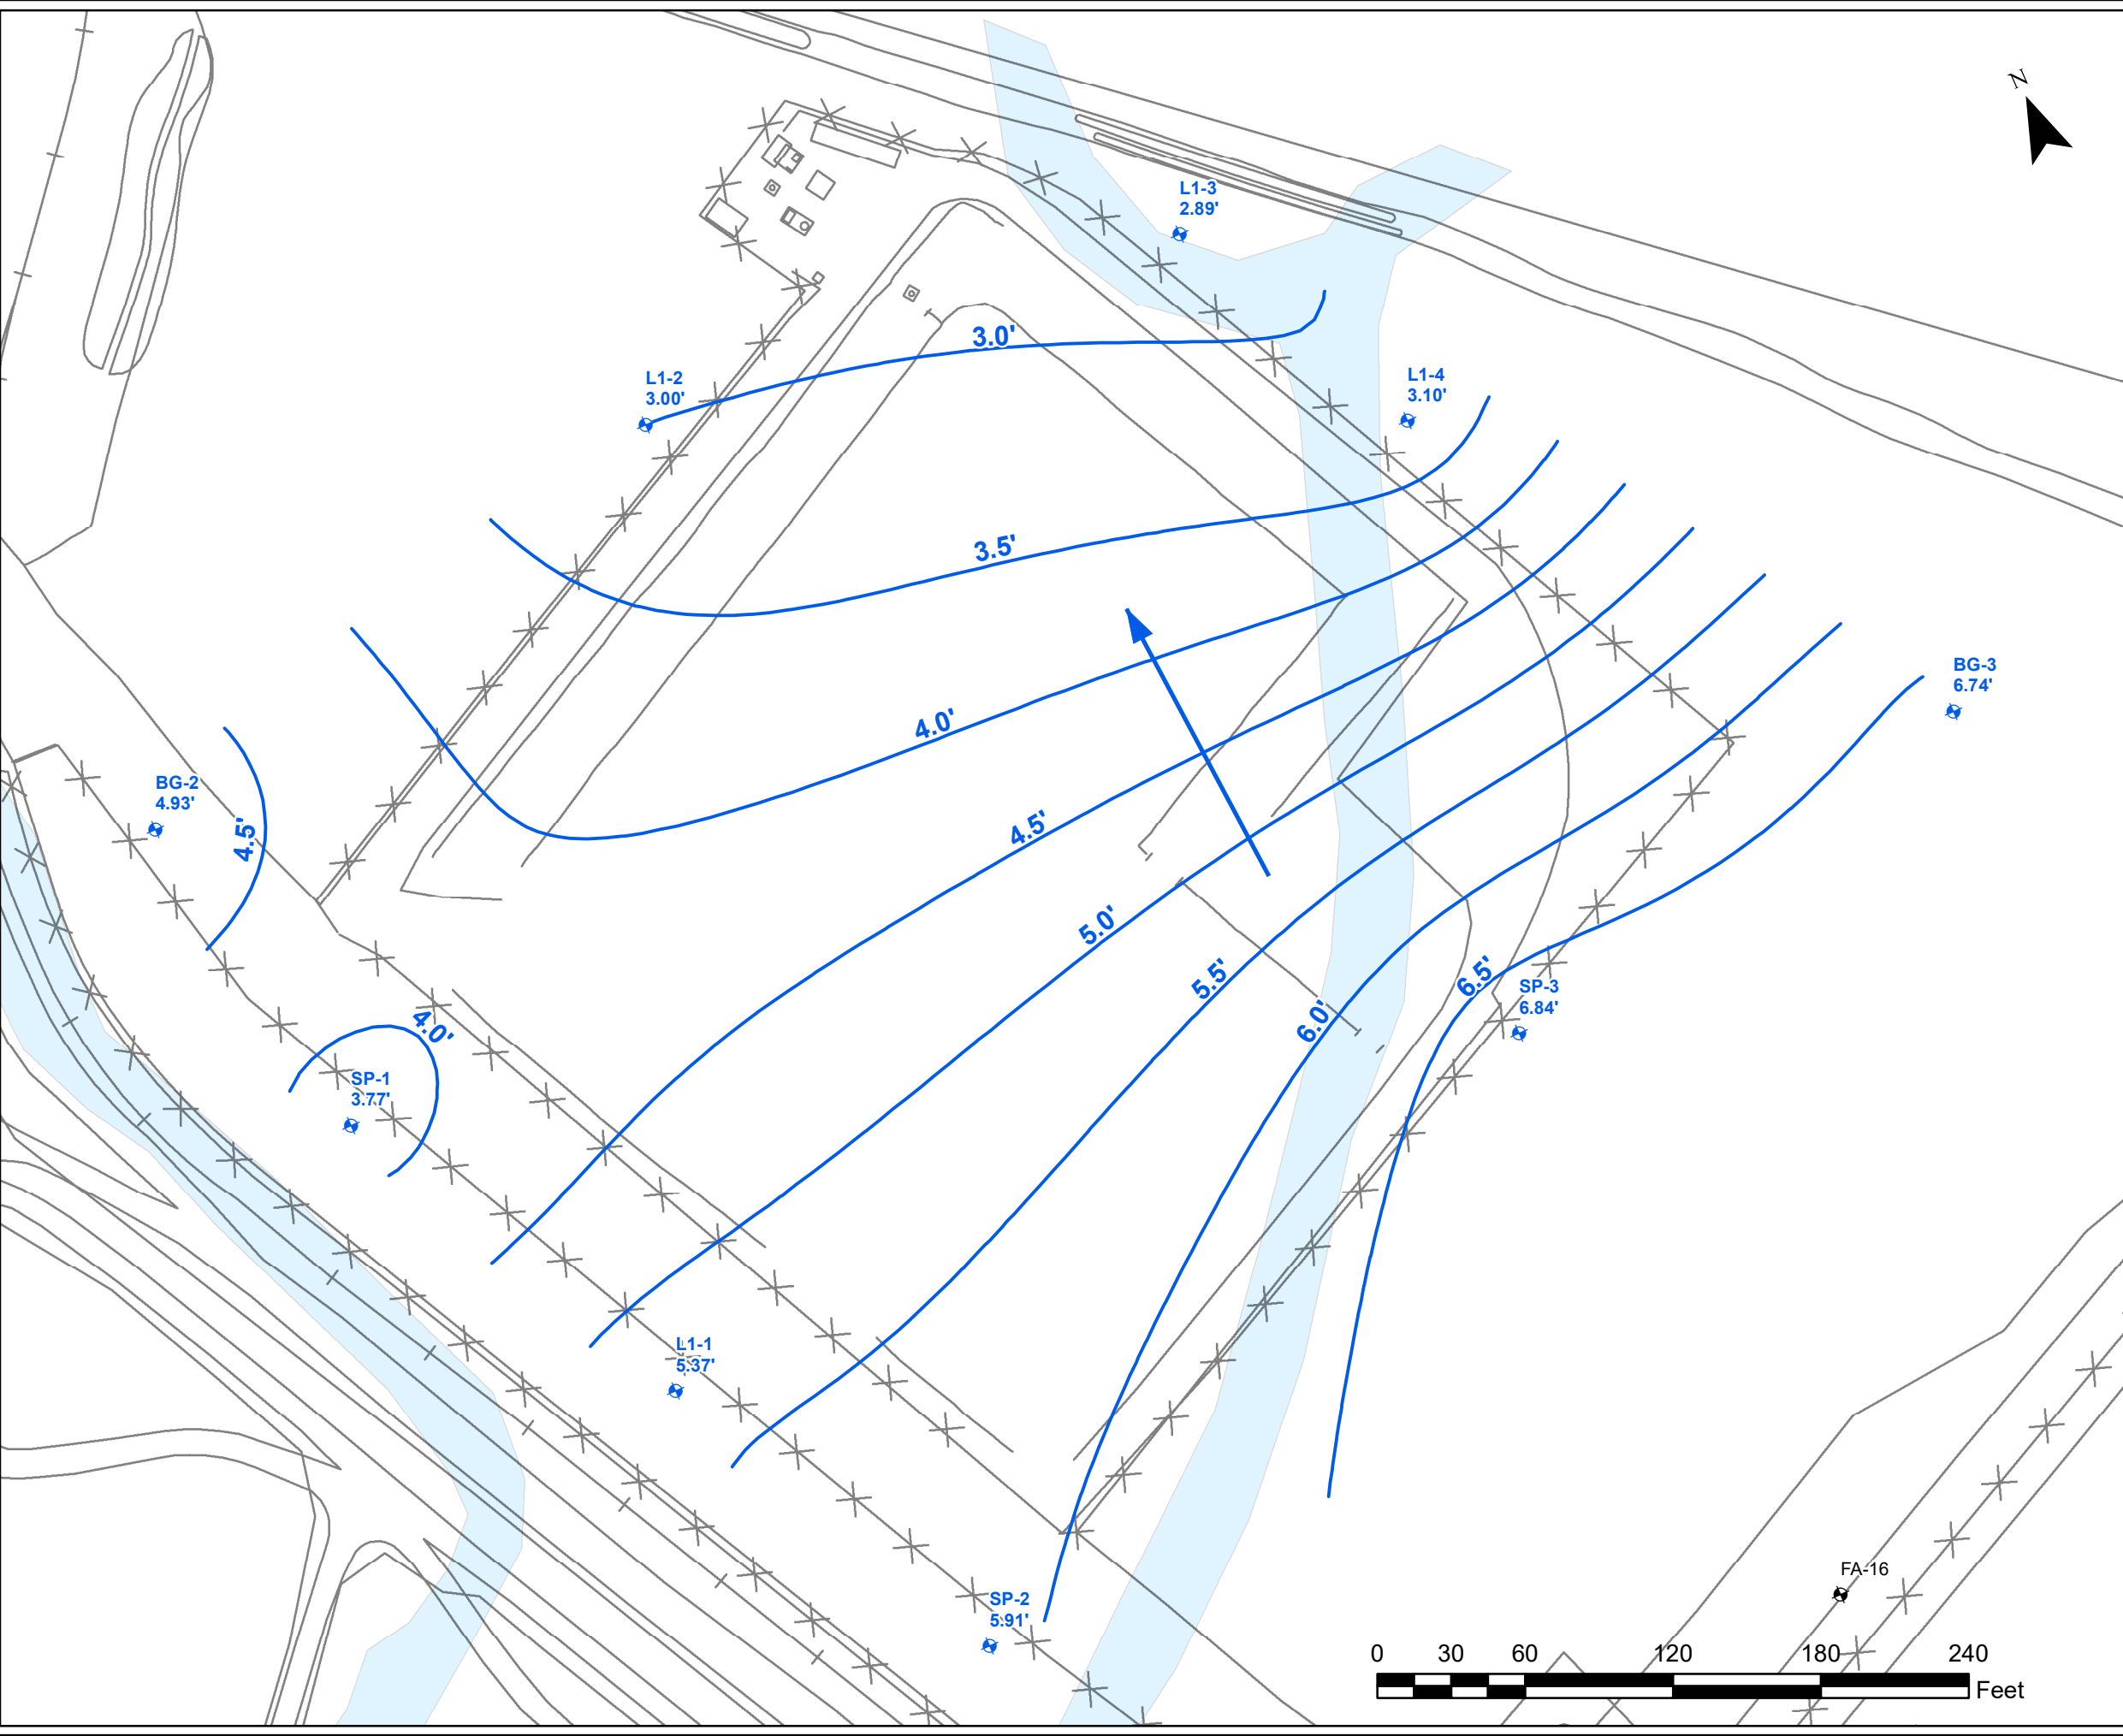 N
L1-3
2.89'
3.0'
L1-2
3.00'
L1-4
3.10'
3.5'
BG-3
6.74'
4.0'
BG-2
4.93'
4.5'
4.5'
5.0'
5.5'
6.5'
SP-3
6.84'
6.0'
4.0'
SP-1
3.77'
L1-1
5.37'
FA-16
SP-2
5.91'
0 30 60 120 180 240
Feet